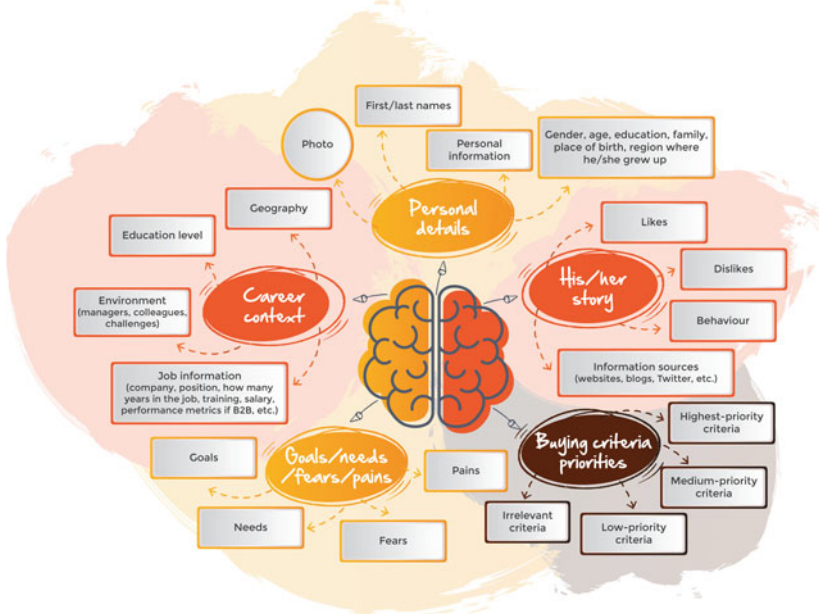 First/last names
Photo
Personal
information
Gender, age, education, family,
place of birth, region where
he/she grew up
Personal
details
Geography
Education level
Environment
(managers, colleagues,
challenges)
Job information
(company, position, how many
years in the job, training, salary,
performance metrics if B2B, etc.)
Career
context
His/her
story
Likes
Dislikes
Behaviour
Information sources
(websites, blogs, Twitter, etc.)
Goals/needs
/fears/pains
Goals
Needs
Fears
Pains
Buying criteria
priorities
Highest-priority
criteria
Medium-priority
criteria
Low-priority
criteria
Irrelevant
criteria